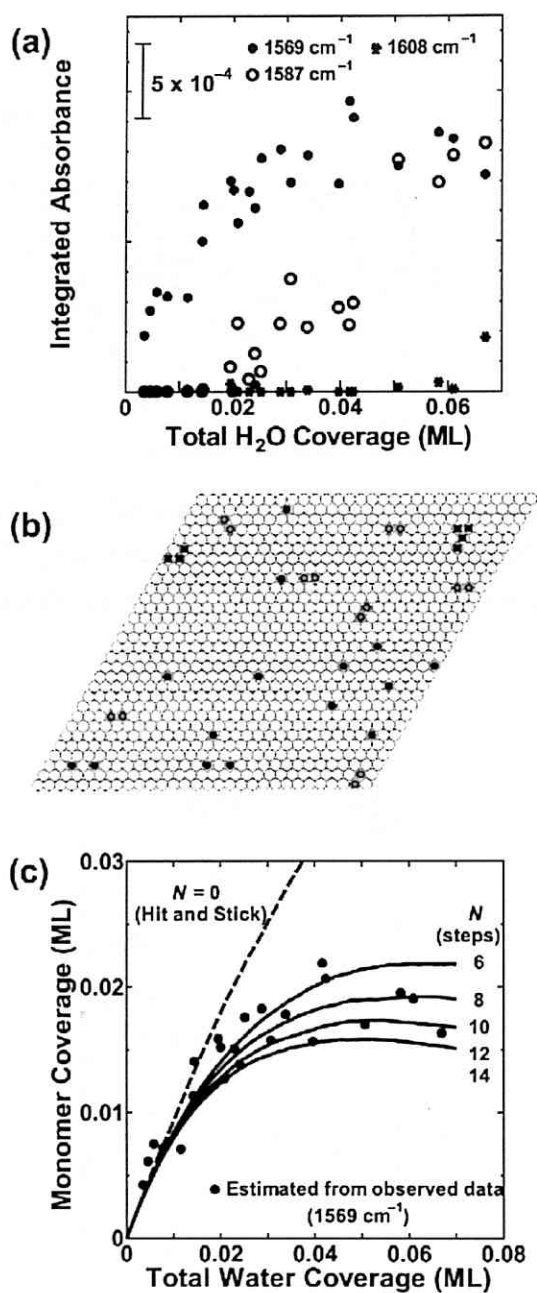 (a)
● 1569 cm⁻¹ ✱ 1608 cm⁻¹
○ 1587 cm⁻¹
5 x 10⁻⁴
Integrated Absorbance
0 0.02 0.04 0.06
Total H₂O Coverage (ML)
(b)
(c)
0.03
0.02
0.01
0
Monomer Coverage (ML)
N = 0
(Hit and Stick)
N
(steps)
6
8
10
12
14
● Estimated from observed data
(1569 cm⁻¹)
0 0.02 0.04 0.06 0.08
Total Water Coverage (ML)